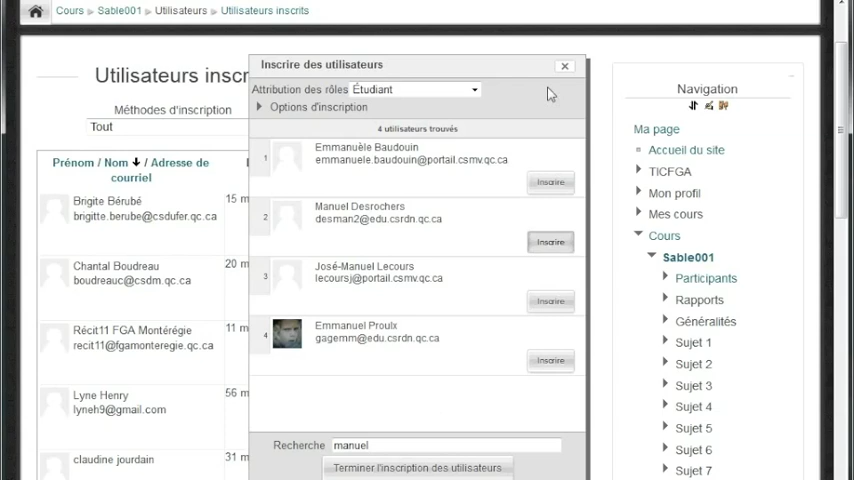 Cours Sable001 Utilisateurs Utilisateurs inscrits
Utilisateurs inscr
Méthodes d'inscription
Tout
Prénom / Nom / Adresse de
courriel
Brigite Bérubé
brigitte.berube@csdufer.qc.ca
15 m
Chantal Boudreau
boudreauc@csdm.qc.ca
20 m
Récit11 FGA Montérégie
recit11@fgamonteregie.qc.ca
11 m
Lyne Henry
lyneh9@gmail.com
56 m
claudine jourdain
31 m
Inscrire des utilisateurs
Attribution des rôles Étudiant
Options d'inscription
4 utilisateurs trouvés
1
Emmanuèle Baudouin
emmanuele.baudouin@portail.csmv.qc.ca
Inscrire
2
Manuel Desrochers
desman2@edu.csrdn.qc.ca
Inscrire
3
José-Manuel Lecours
lecoursj@portail.csmv.qc.ca
Inscrire
4
Emmanuel Proulx
gagemm@edu.csrdn.qc.ca
Inscrire
Recherche manuel
Terminer l'inscription des utilisateurs
Navigation
Ma page
Accueil du site
TICFGA
Mon profil
Mes cours
Cours
Sable001
Participants
Rapports
Généralités
Sujet 1
Sujet 2
Sujet 3
Sujet 4
Sujet 5
Sujet 6
Sujet 7